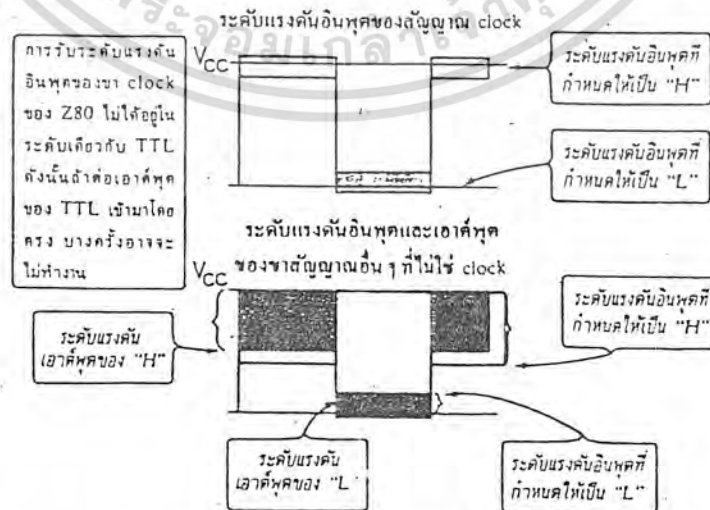 ระดับแรงดันอินพุตของสัญญาณ clock
การรับระดับแรงดัน
อินพุตของขา clock
ของ Z80 ไม่ได้อยู่ใน
ระดับเดียวกับ TTL
ดังนั้นถ้าต่อเอาต์พุต
ของ TTL เข้ามาโดย
ตรง บางครั้งอาจจะ
ไม่ทำงาน
VCC
ระดับแรงดันอินพุตที่
กำหนดให้เป็น "H"
ระดับแรงดันอินพุตที่
กำหนดให้เป็น "L"
ระดับแรงดันอินพุตและเอาต์พุต
ของขาสัญญาณอื่น ๆ ที่ไม่ใช่ clock
VCC
ระดับแรงดัน
เอาต์พุตของ "H"
ระดับแรงดันอินพุตที่
กำหนดให้เป็น "H"
ระดับแรงดัน
เอาต์พุตของ "L"
ระดับแรงดันอินพุตที่
กำหนดให้เป็น "L"